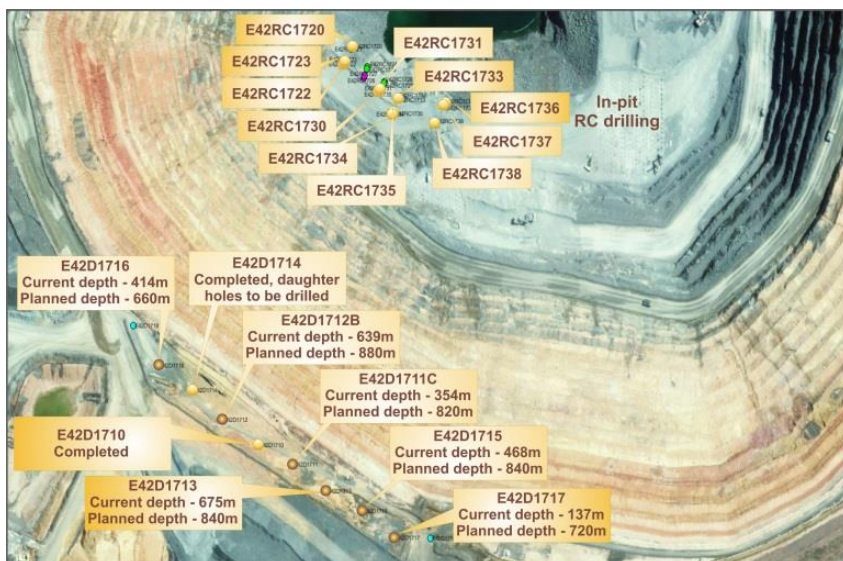 E42RC1720
E42RC1731
E42RC1723
E42RC1733
E42RC1722
E42RC1736
In-pit
RC drilling
E42RC1730
E42RC1737
E42RC1734
E42RC1738
E42RC1735
E42D1716
Current depth - 414m
Planned depth - 660m
E42D1714
Completed, daughter
holes to be drilled
E42D1712B
Current depth - 639m
Planned depth - 880m
E42D1711C
Current depth - 354m
Planned depth - 820m
E42D1710
Completed
E42D1715
Current depth - 468m
Planned depth - 840m
E42D1713
Current depth - 675m
Planned depth - 840m
E42D1717
Current depth - 137m
Planned depth - 720m